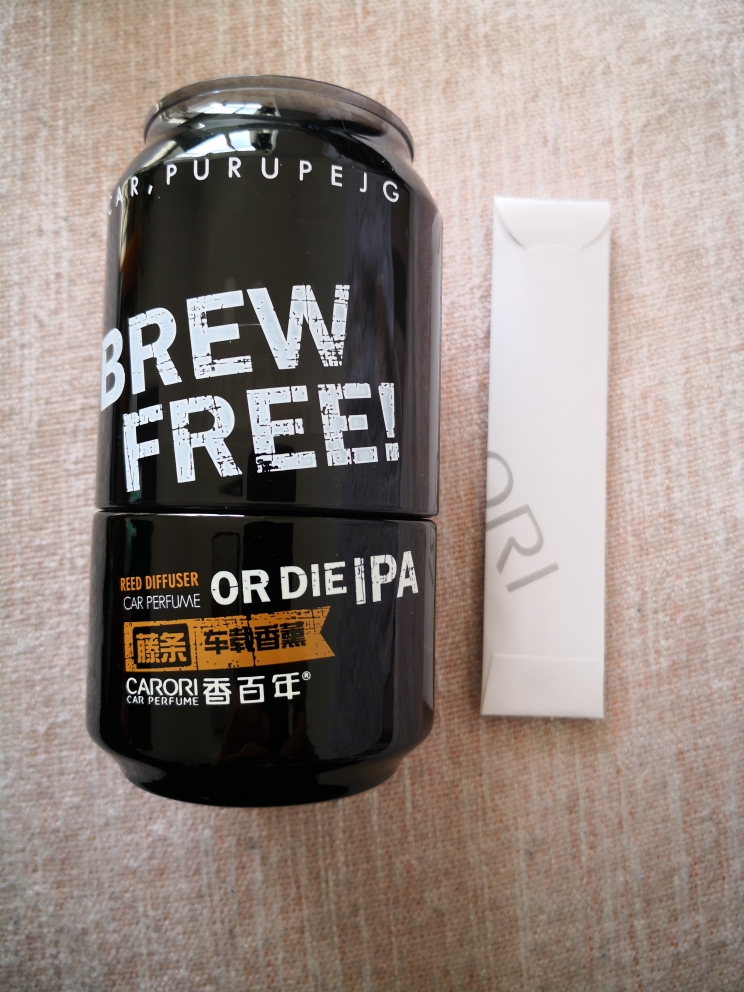 CAR,PURUPEJG
BREW
FREE!
REED DIFFUSER
CAR PERFUME
OR DIE IPA
藤条 车载香薰
CARORI 香百年®
CAR PERFUME
ORI